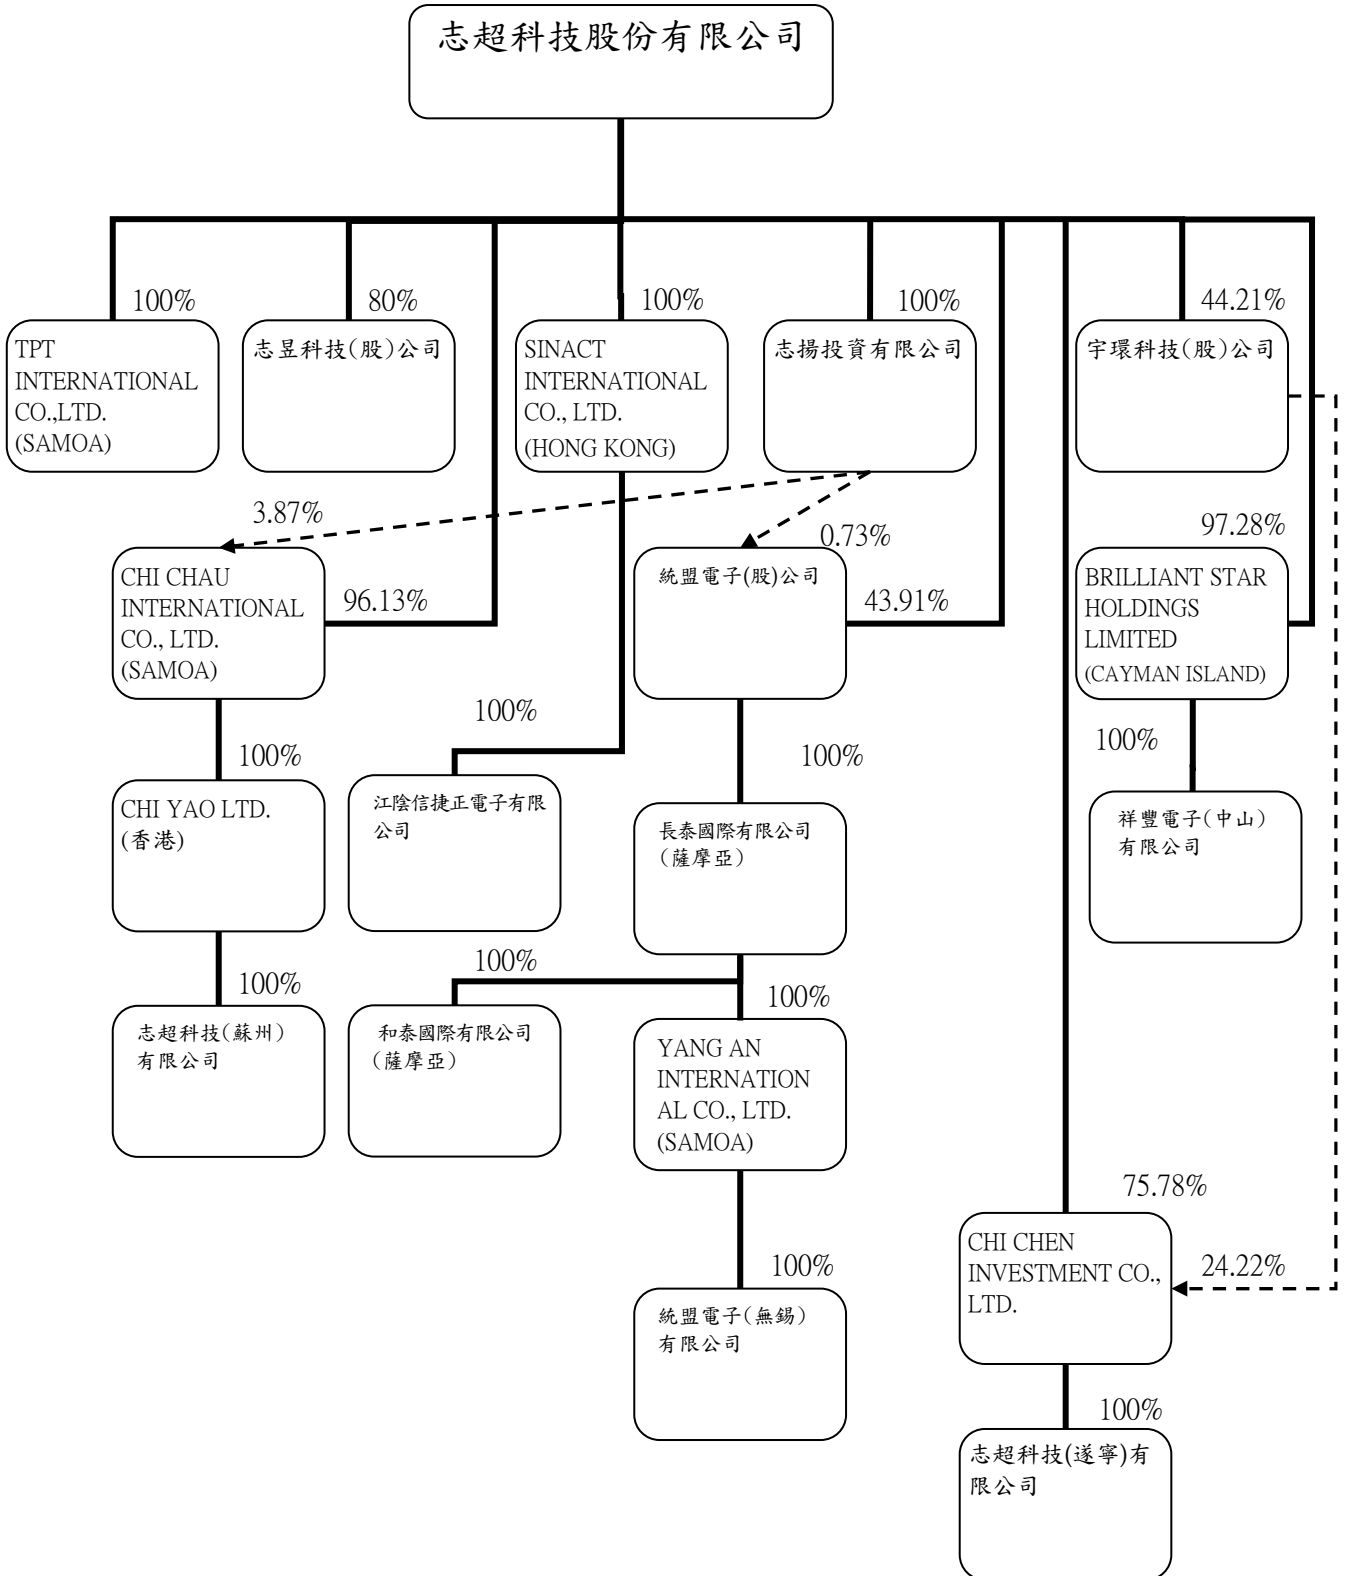 志超科技股份有限公司
100%
80%
100%
100%
44.21%
TPT
INTERNATIONAL
CO.,LTD.
(SAMOA)
志昱科技(股)公司
SINACT
INTERNATIONAL
CO., LTD.
(HONG KONG)
志揚投資有限公司
宇環科技(股)公司
3.87%
0.73%
97.28%
CHI CHAU
INTERNATIONAL
CO., LTD.
(SAMOA)
96.13%
統盟電子(股)公司
43.91%
BRILLIANT STAR
HOLDINGS
LIMITED
(CAYMAN ISLAND)
100%
100%
100%
100%
CHI YAO LTD.
(香港)
江陰信捷正電子有限
公司
長泰國際有限公司
(薩摩亞)
祥豐電子(中山)
有限公司
100%
100%
100%
志超科技(蘇州)
有限公司
和泰國際有限公司
(薩摩亞)
YANG AN
INTERNATION
AL CO., LTD.
(SAMOA)
75.78%
CHI CHEN
INVESTMENT CO.,
LTD.
24.22%
100%
統盟電子(無錫)
有限公司
100%
志超科技(遂寧)有
限公司